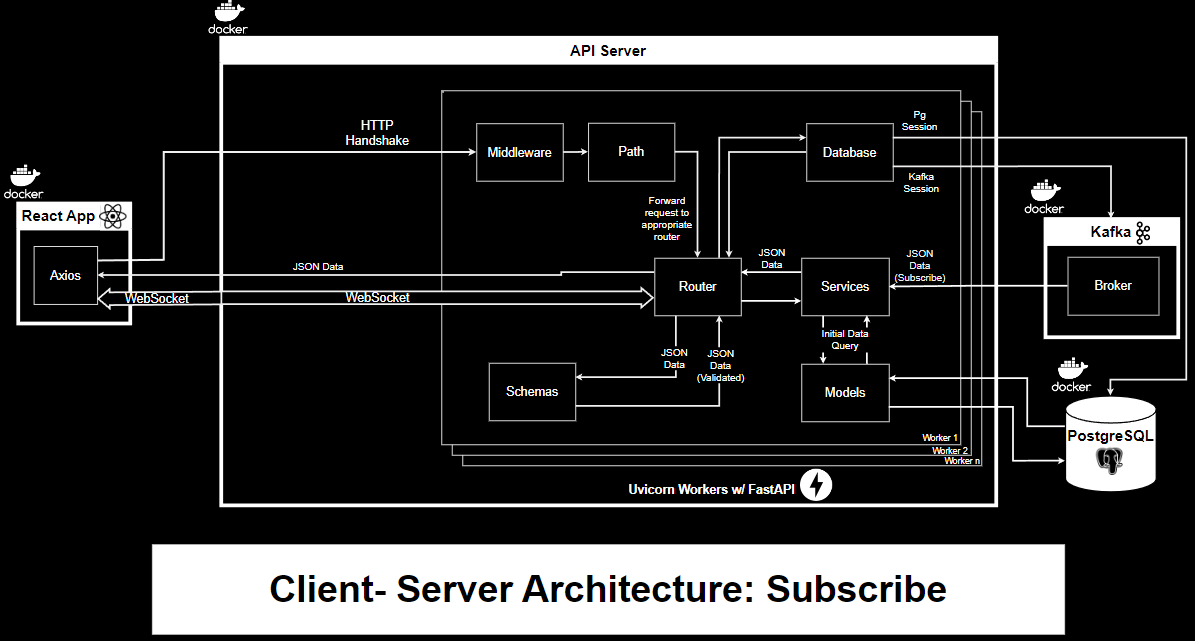 docker
API Server
HTTP
Handshake
Middleware
Path
Database
Pg
Session
Kafka
Session
docker
React App
Axios
Forward
request to
appropriate
router
docker
Kafka
Broker
JSON Data
WebSocket
WebSocket
Router
JSON
Data
Services
JSON
Data
(Subscribe)
Initial Data
Query
JSON
Data
JSON
Data
(Validated)
Schemas
Models
docker
PostgreSQL
Worker 1
Worker 2
Worker n
Uvicorn Workers w/ FastAPI
Client- Server Architecture: Subscribe